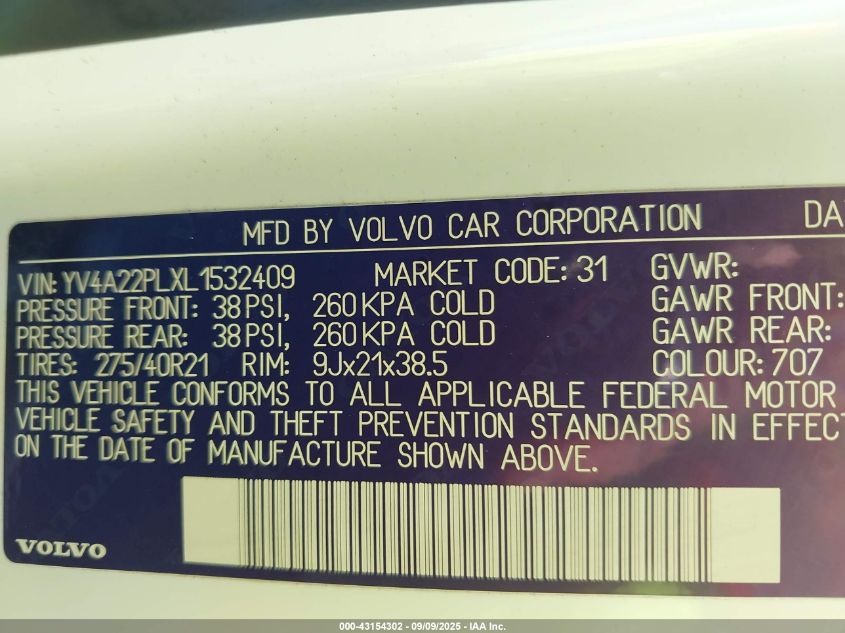 MFD BY VOLVO CAR CORPORATION DA
VIN: YV4A22PLXL1532409 MARKET CODE: 31 GVWR:
PRESSURE FRONT: 38 PSI, 260 KPA COLD GAWR FRONT:
PRESSURE REAR: 38 PSI, 260 KPA COLD GAWR REAR:
TIRES: 275/40R21 RIM: 9Jx21x38.5 COLOUR: 707
THIS VEHICLE CONFORMS TO ALL APPLICABLE FEDERAL MOTOR
VEHICLE SAFETY AND THEFT PREVENTION STANDARDS IN EFFECT
ON THE DATE OF MANUFACTURE SHOWN ABOVE.
VOLVO
000-43154302 - 09/09/2025 - IAA Inc.